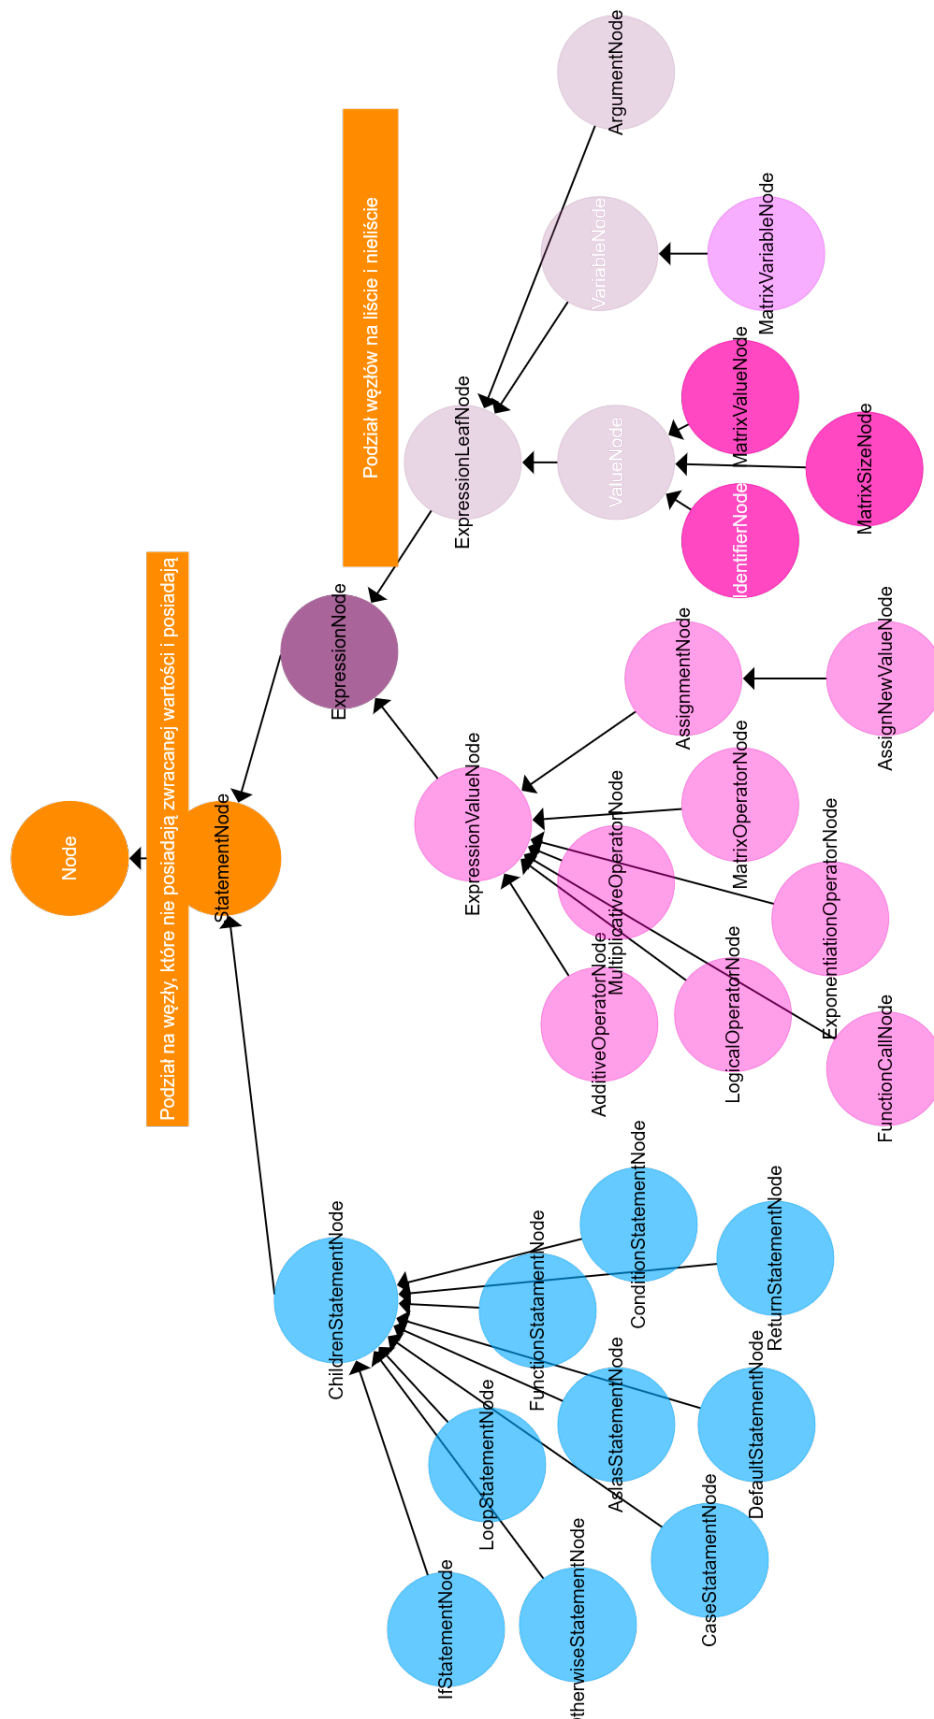 Node
Podział na węzły, które nie posiadają zwracanej wartości i posiadają
StatementNode
Podział węzłów na liście i nieliście
ChildrenStatementNode
ExpressionNode
IfStatementNode
LoopStatementNode
OtherwiseStatementNode
FunctionStatamentNode
AslasStatementNode
ConditionStatementNode
CaseStatamentNode
DefaultStatementNode
ReturnStatementNode
ExpressionValueNode
ExpressionLeafNode
AdditiveOperatorNode
MultiplicativeOperatorNode
AssignmentNode
LogicalOperatorNode
MatrixOperatorNode
ExponentiationOperatorNode
FunctionCallNode
AssignNewValueNode
ValueNode
VariableNode
ArgumentNode
IdentifierNode
MatrixValueNode
MatrixVariableNode
MatrixSizeNode